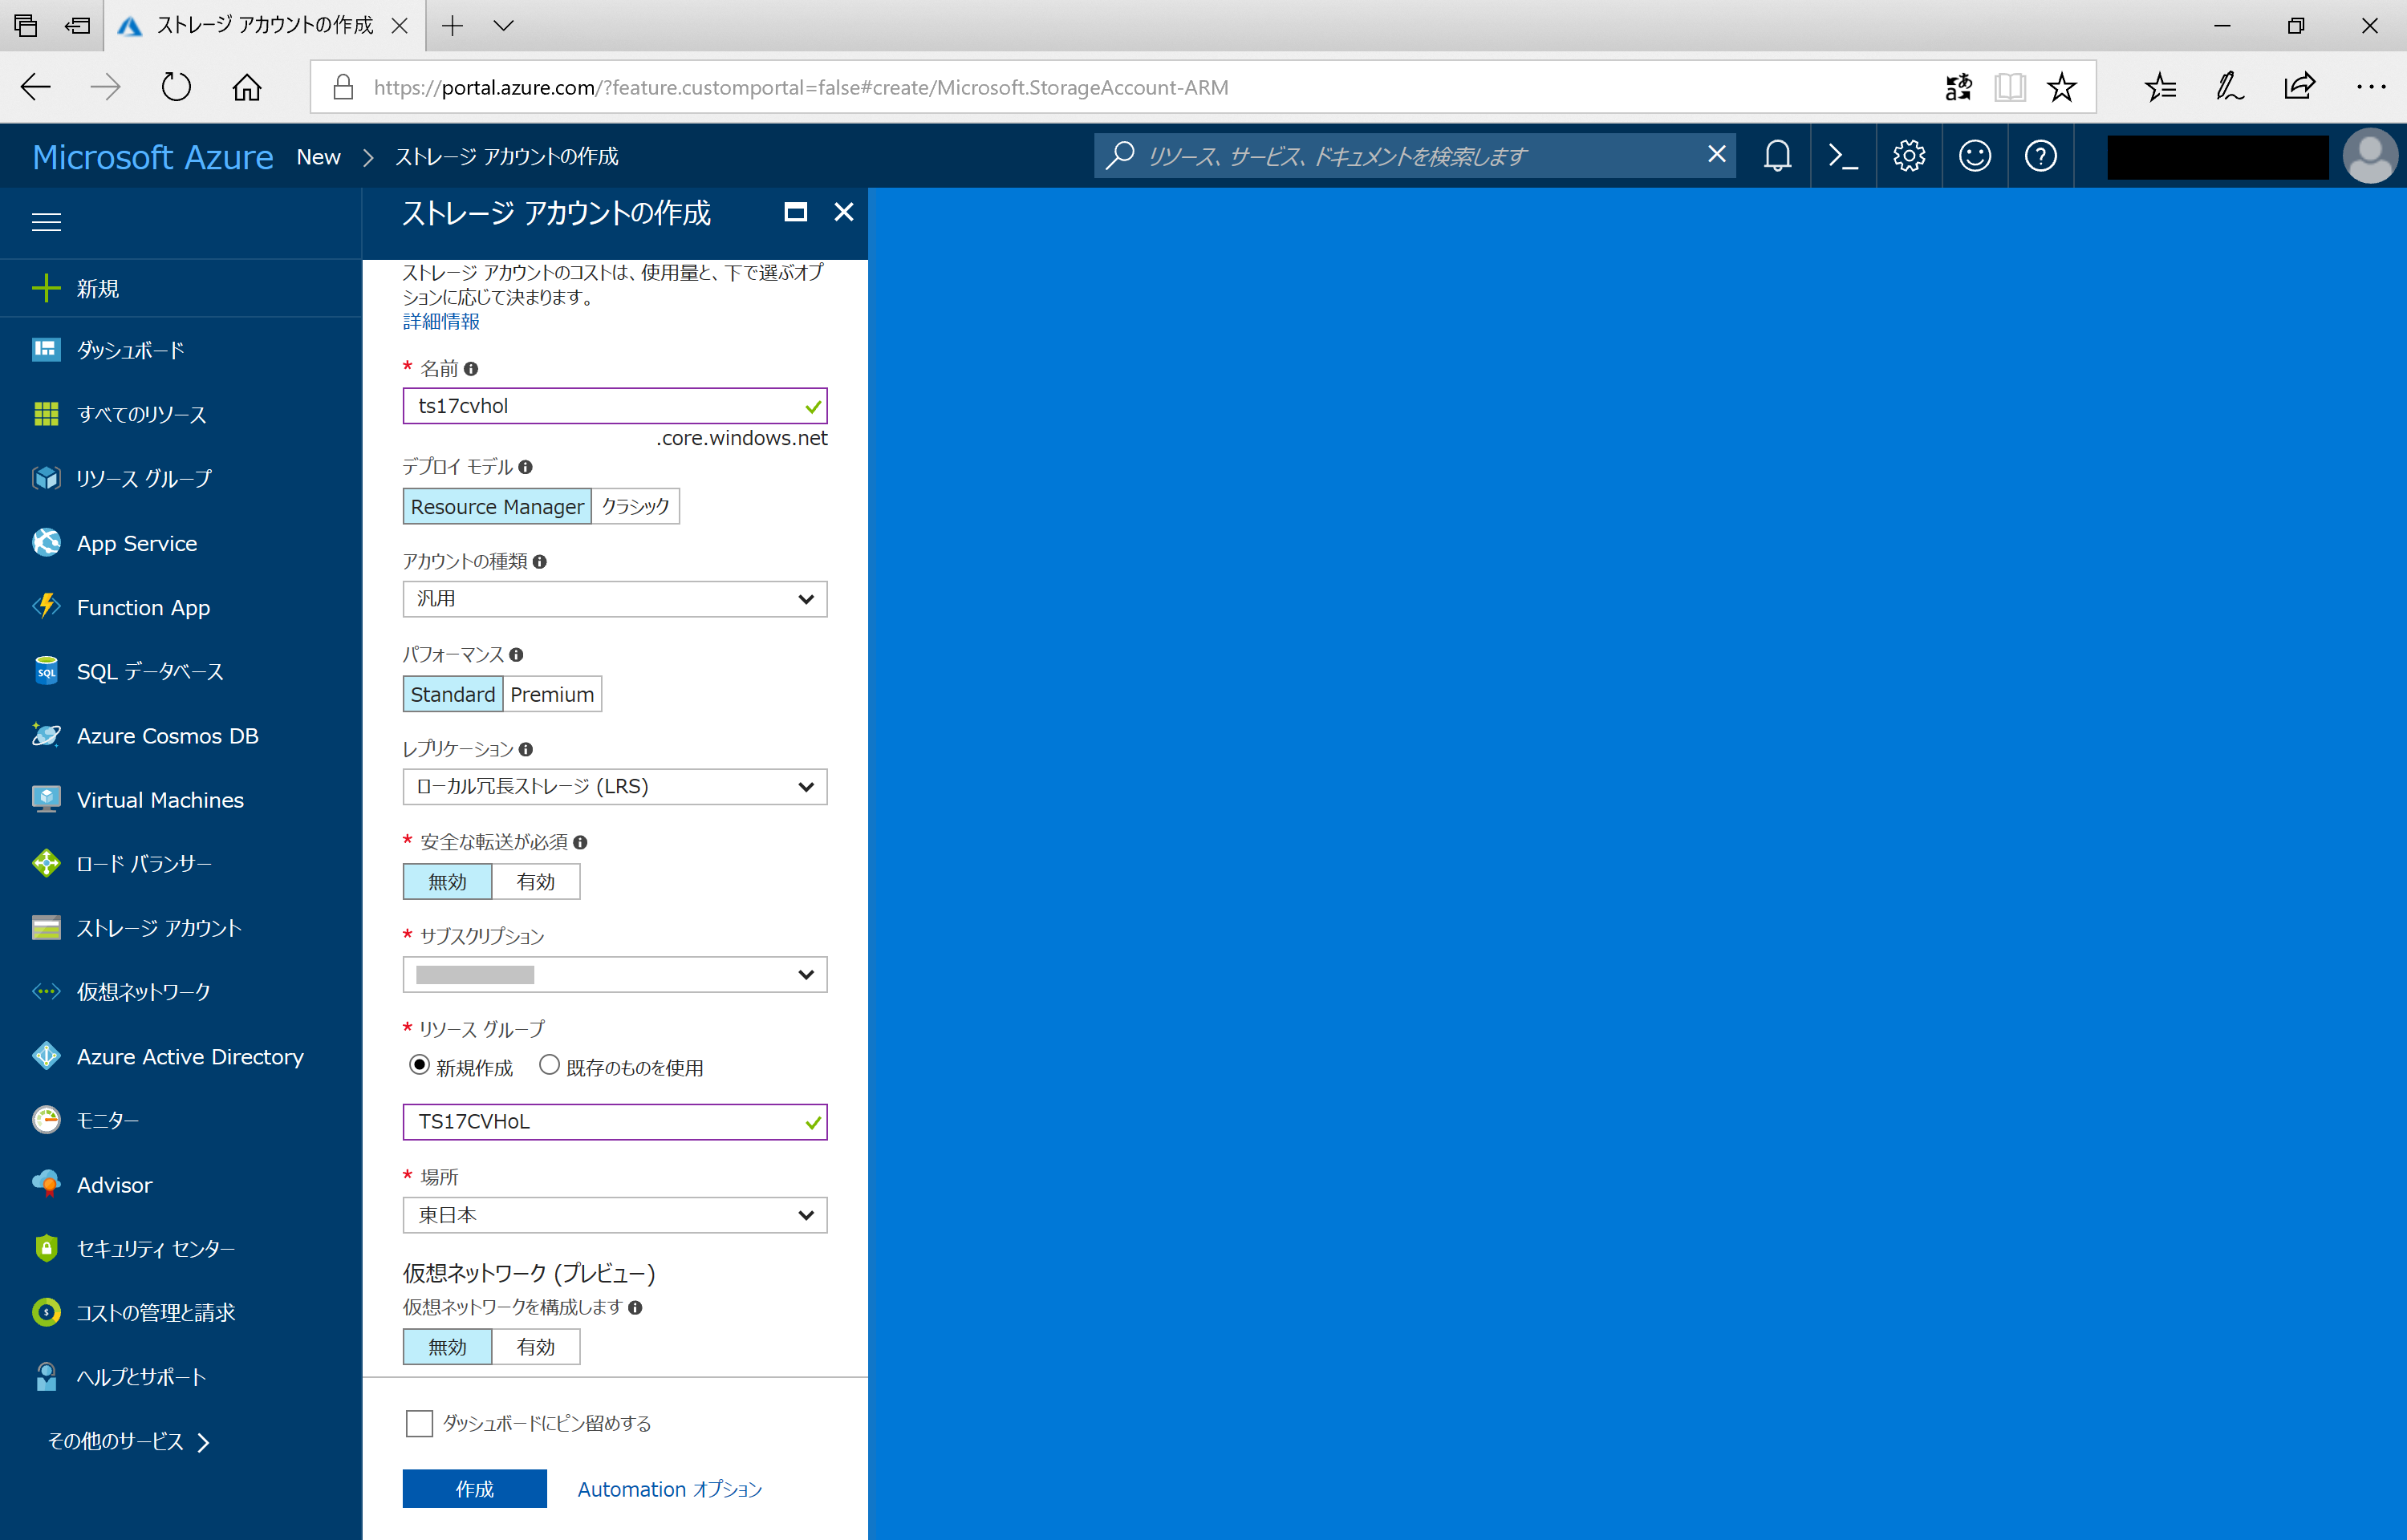 ストレージ アカウントの作成
https://portal.azure.com/?feature.customportal=false#create/Microsoft.StorageAccount-ARM
Microsoft Azure New > ストレージ アカウントの作成
リソース、サービス、ドキュメントを検索します
新規
ダッシュボード
すべてのリソース
リソース グループ
App Service
Function App
SQL データベース
Azure Cosmos DB
Virtual Machines
ロード バランサー
ストレージ アカウント
仮想ネットワーク
Azure Active Directory
モニター
Advisor
セキュリティ センター
コストの管理と請求
ヘルプとサポート
その他のサービス >
ストレージ アカウントの作成
ストレージ アカウントのコストは、使用量と、下で選ぶオプ
ションに応じて決まります。
詳細情報
* 名前
ts17cvhol
.core.windows.net
デプロイ モデル
Resource Manager クラシック
アカウントの種類
汎用
パフォーマンス
Standard Premium
レプリケーション
ローカル冗長ストレージ (LRS)
* 安全な転送が必須
無効 有効
* サブスクリプション
* リソース グループ
新規作成 既存のものを使用
TS17CVHoL
* 場所
東日本
仮想ネットワーク (プレビュー)
仮想ネットワークを構成します
無効 有効
ダッシュボードにピン留めする
作成 Automation オプション